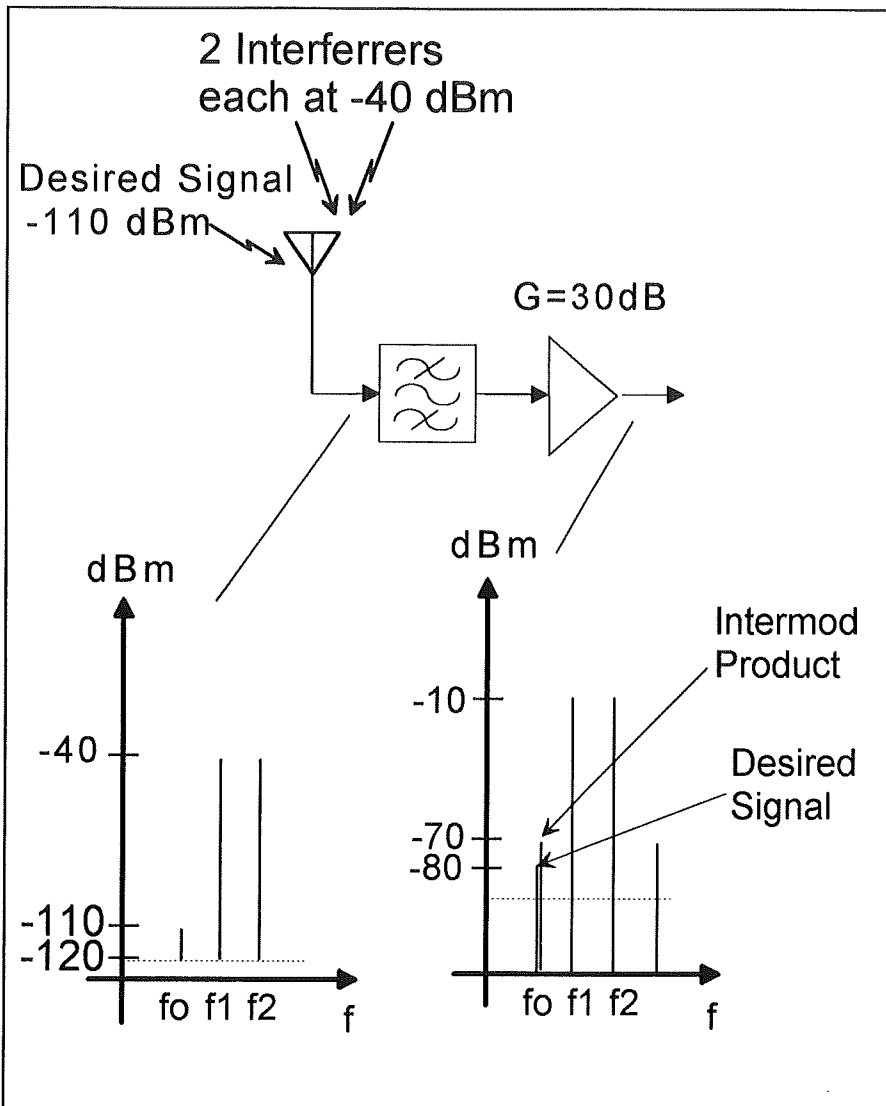 2 Interferrers
each at -40 dBm
Desired Signal
-110 dBm
G=30dB
dBm
-40
-110
-120
fo f1 f2
f
dBm
-10
-70
-80
Intermod
Product
Desired
Signal
fo f1 f2
f